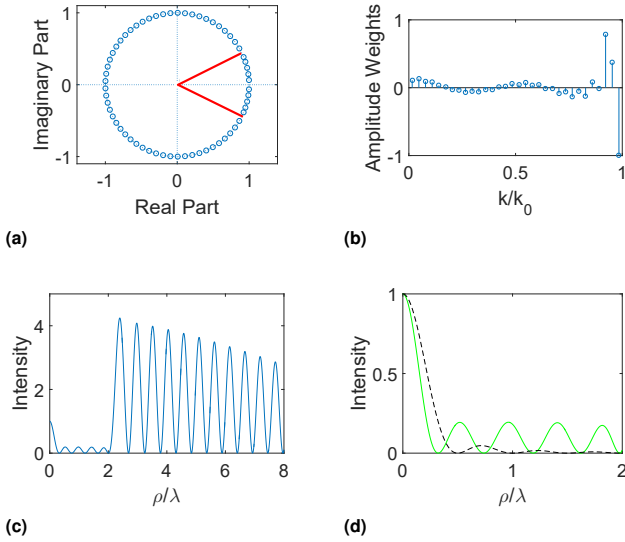 1
0
-1
Imaginary Part
-1 0 1
Real Part
(a)
1
0
-1
Amplitude Weights
0 0.5 1
k/k₀
(b)
4
2
0
Intensity
0 2 4 6 8
ρ/λ
(c)
1
0.5
0
Intensity
0 1 2
ρ/λ
(d)